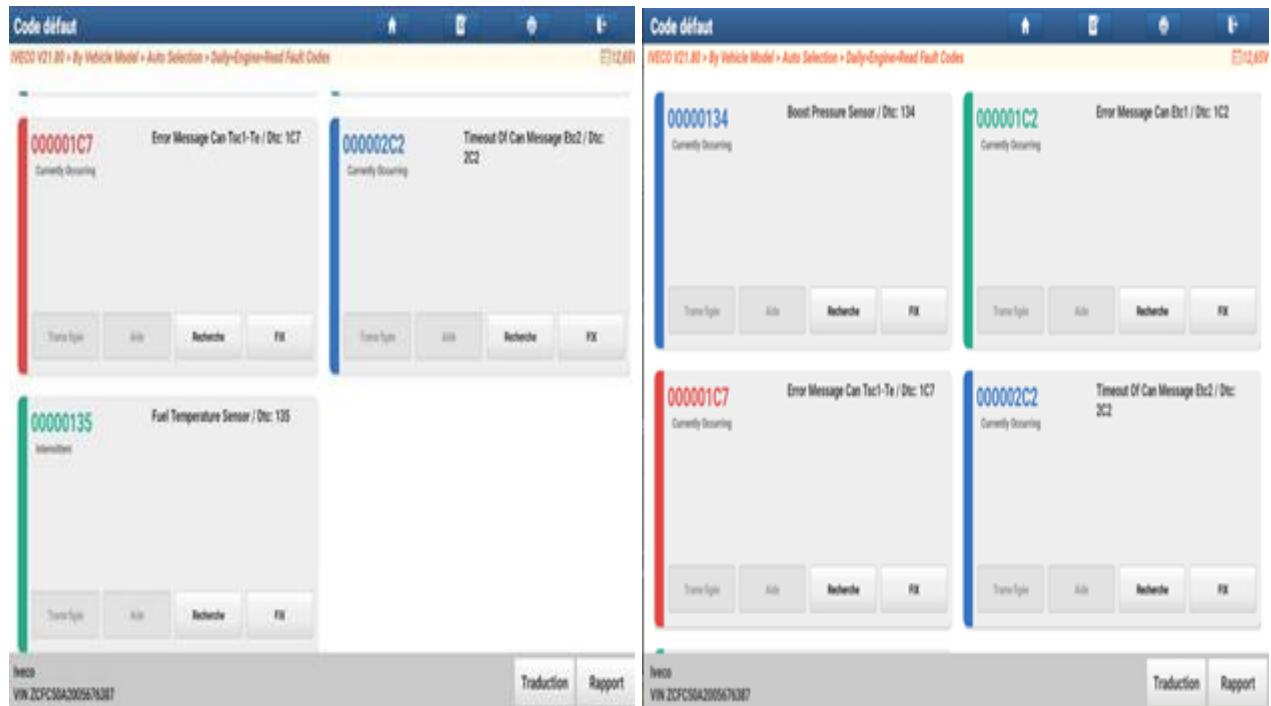 Code défaut
IVECO V21.80 > By Vehicle Model > Auto Selection > Daily>Engine>Read Fault Codes
12,65V
000001C7
Error Message Can Tsc1-Te / Dtc: 1C7
Currently Occurring
Trame figée
Aide
Recherche
FIX
000002C2
Timeout Of Can Message Etc2 / Dtc:
2C2
Currently Occurring
Trame figée
Aide
Recherche
FIX
00000135
Fuel Temperature Sensor / Dtc: 135
Intermittent
Trame figée
Aide
Recherche
FIX
Iveco
VIN ZCFC50A2005676387
Traduction
Rapport
Code défaut
IVECO V21.80 > By Vehicle Model > Auto Selection > Daily>Engine>Read Fault Codes
12,65V
00000134
Boost Pressure Sensor / Dtc: 134
Currently Occurring
Trame figée
Aide
Recherche
FIX
000001C2
Error Message Can Etc1 / Dtc: 1C2
Currently Occurring
Trame figée
Aide
Recherche
FIX
000001C7
Error Message Can Tsc1-Te / Dtc: 1C7
Currently Occurring
Trame figée
Aide
Recherche
FIX
000002C2
Timeout Of Can Message Etc2 / Dtc:
2C2
Currently Occurring
Trame figée
Aide
Recherche
FIX
Iveco
VIN ZCFC50A2005676387
Traduction
Rapport